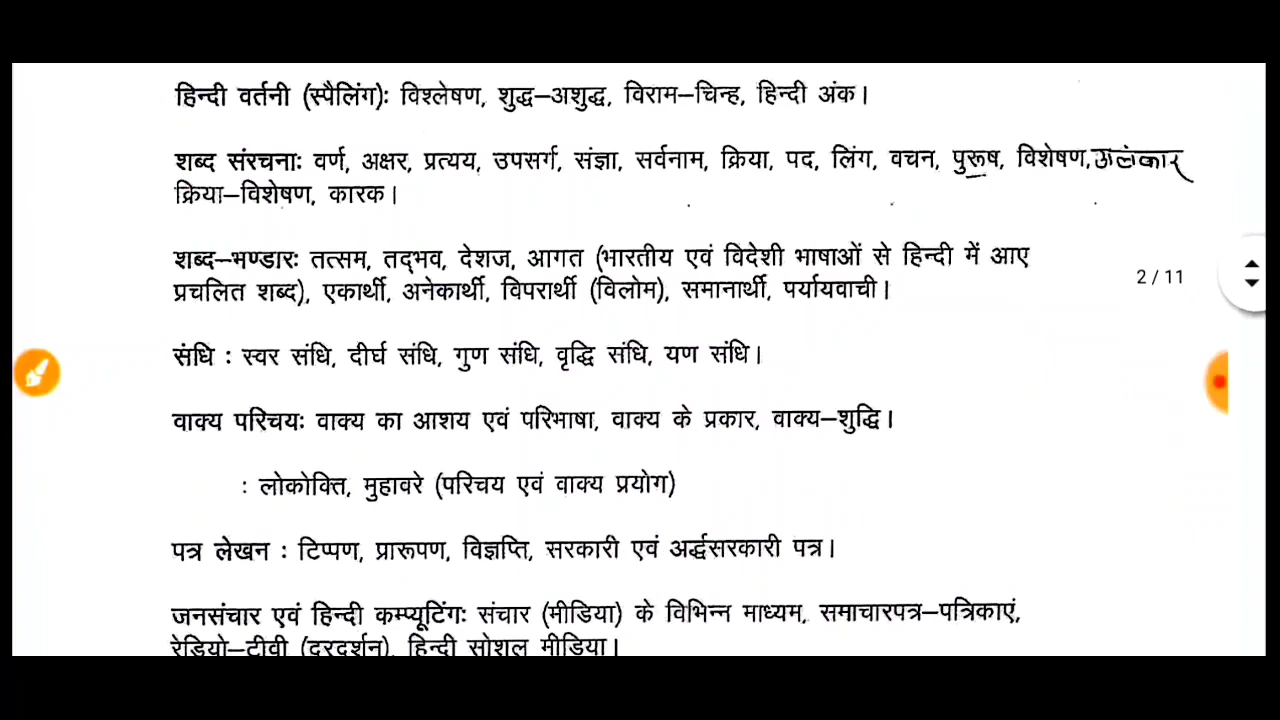 हिन्दी वर्तनी (स्पैलिंग): विश्लेषण, शुद्ध–अशुद्ध, विराम–चिन्ह, हिन्दी अंक।
शब्द संरचना: वर्ण, अक्षर, प्रत्यय, उपसर्ग, संज्ञा, सर्वनाम, क्रिया, पद, लिंग, वचन, पुरूष, विशेषण, अलंकार
क्रिया–विशेषण, कारक।
शब्द–भण्डार: तत्सम, तद्भव, देशज, आगत (भारतीय एवं विदेशी भाषाओं से हिन्दी में आए
2 / 11
प्रचलित शब्द), एकार्थी, अनेकार्थी, विपरार्थी (विलोम), समानार्थी, पर्यायवाची।
संधि : स्वर संधि, दीर्घ संधि, गुण संधि, वृद्धि संधि, यण संधि।
वाक्य परिचय: वाक्य का आशय एवं परिभाषा, वाक्य के प्रकार, वाक्य–शुद्धि।
: लोकोक्ति, मुहावरे (परिचय एवं वाक्य प्रयोग)
पत्र लेखन : टिप्पण, प्रारूपण, विज्ञप्ति, सरकारी एवं अर्द्धसरकारी पत्र।
जनसंचार एवं हिन्दी कम्प्यूटिंग: संचार (मीडिया) के विभिन्न माध्यम, समाचारपत्र–पत्रिकाएं,
रेडियो–टीवी (दूरदर्शन), हिन्दी सोशल मीडिया।